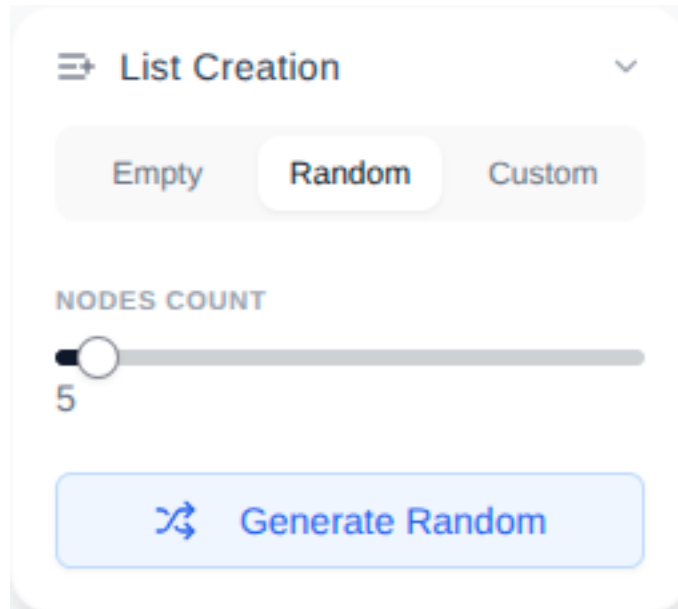 List Creation
Empty Random Custom
NODES COUNT
5
Generate Random